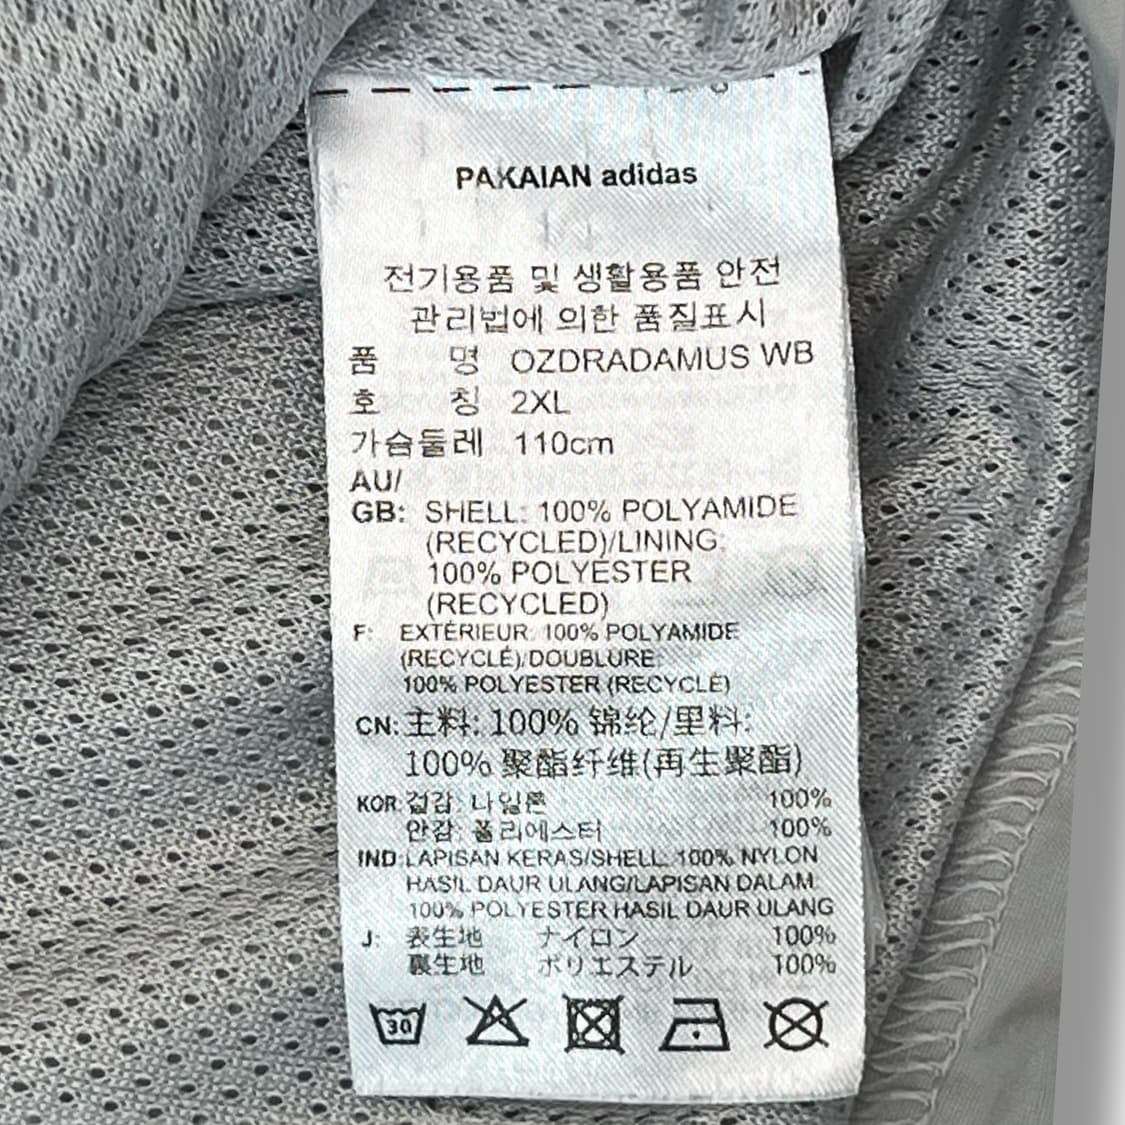 PAKAIAN adidas
전기용품 및 생활용품 안전
관리법에 의한 품질표시
품 명 OZDRADAMUS WB
호 칭 2XL
가슴둘레 110cm
AU/
GB: SHELL: 100% POLYAMIDE
(RECYCLED)/LINING:
100% POLYESTER
(RECYCLED)
F: EXTÉRIEUR: 100% POLYAMIDE
(RECYCLÉ)/DOUBLURE:
100% POLYESTER (RECYCLÉ)
CN: 主料: 100% 锦纶/里料:
100% 聚酯纤维(再生聚酯)
KOR: 겉감: 나일론 100%
안감: 폴리에스터 100%
IND: LAPISAN KERAS/SHELL: 100% NYLON
HASIL DAUR ULANG/LAPISAN DALAM:
100% POLYESTER HASIL DAUR ULANG
J: 表生地 ナイロン 100%
裏生地 ポリエステル 100%
30